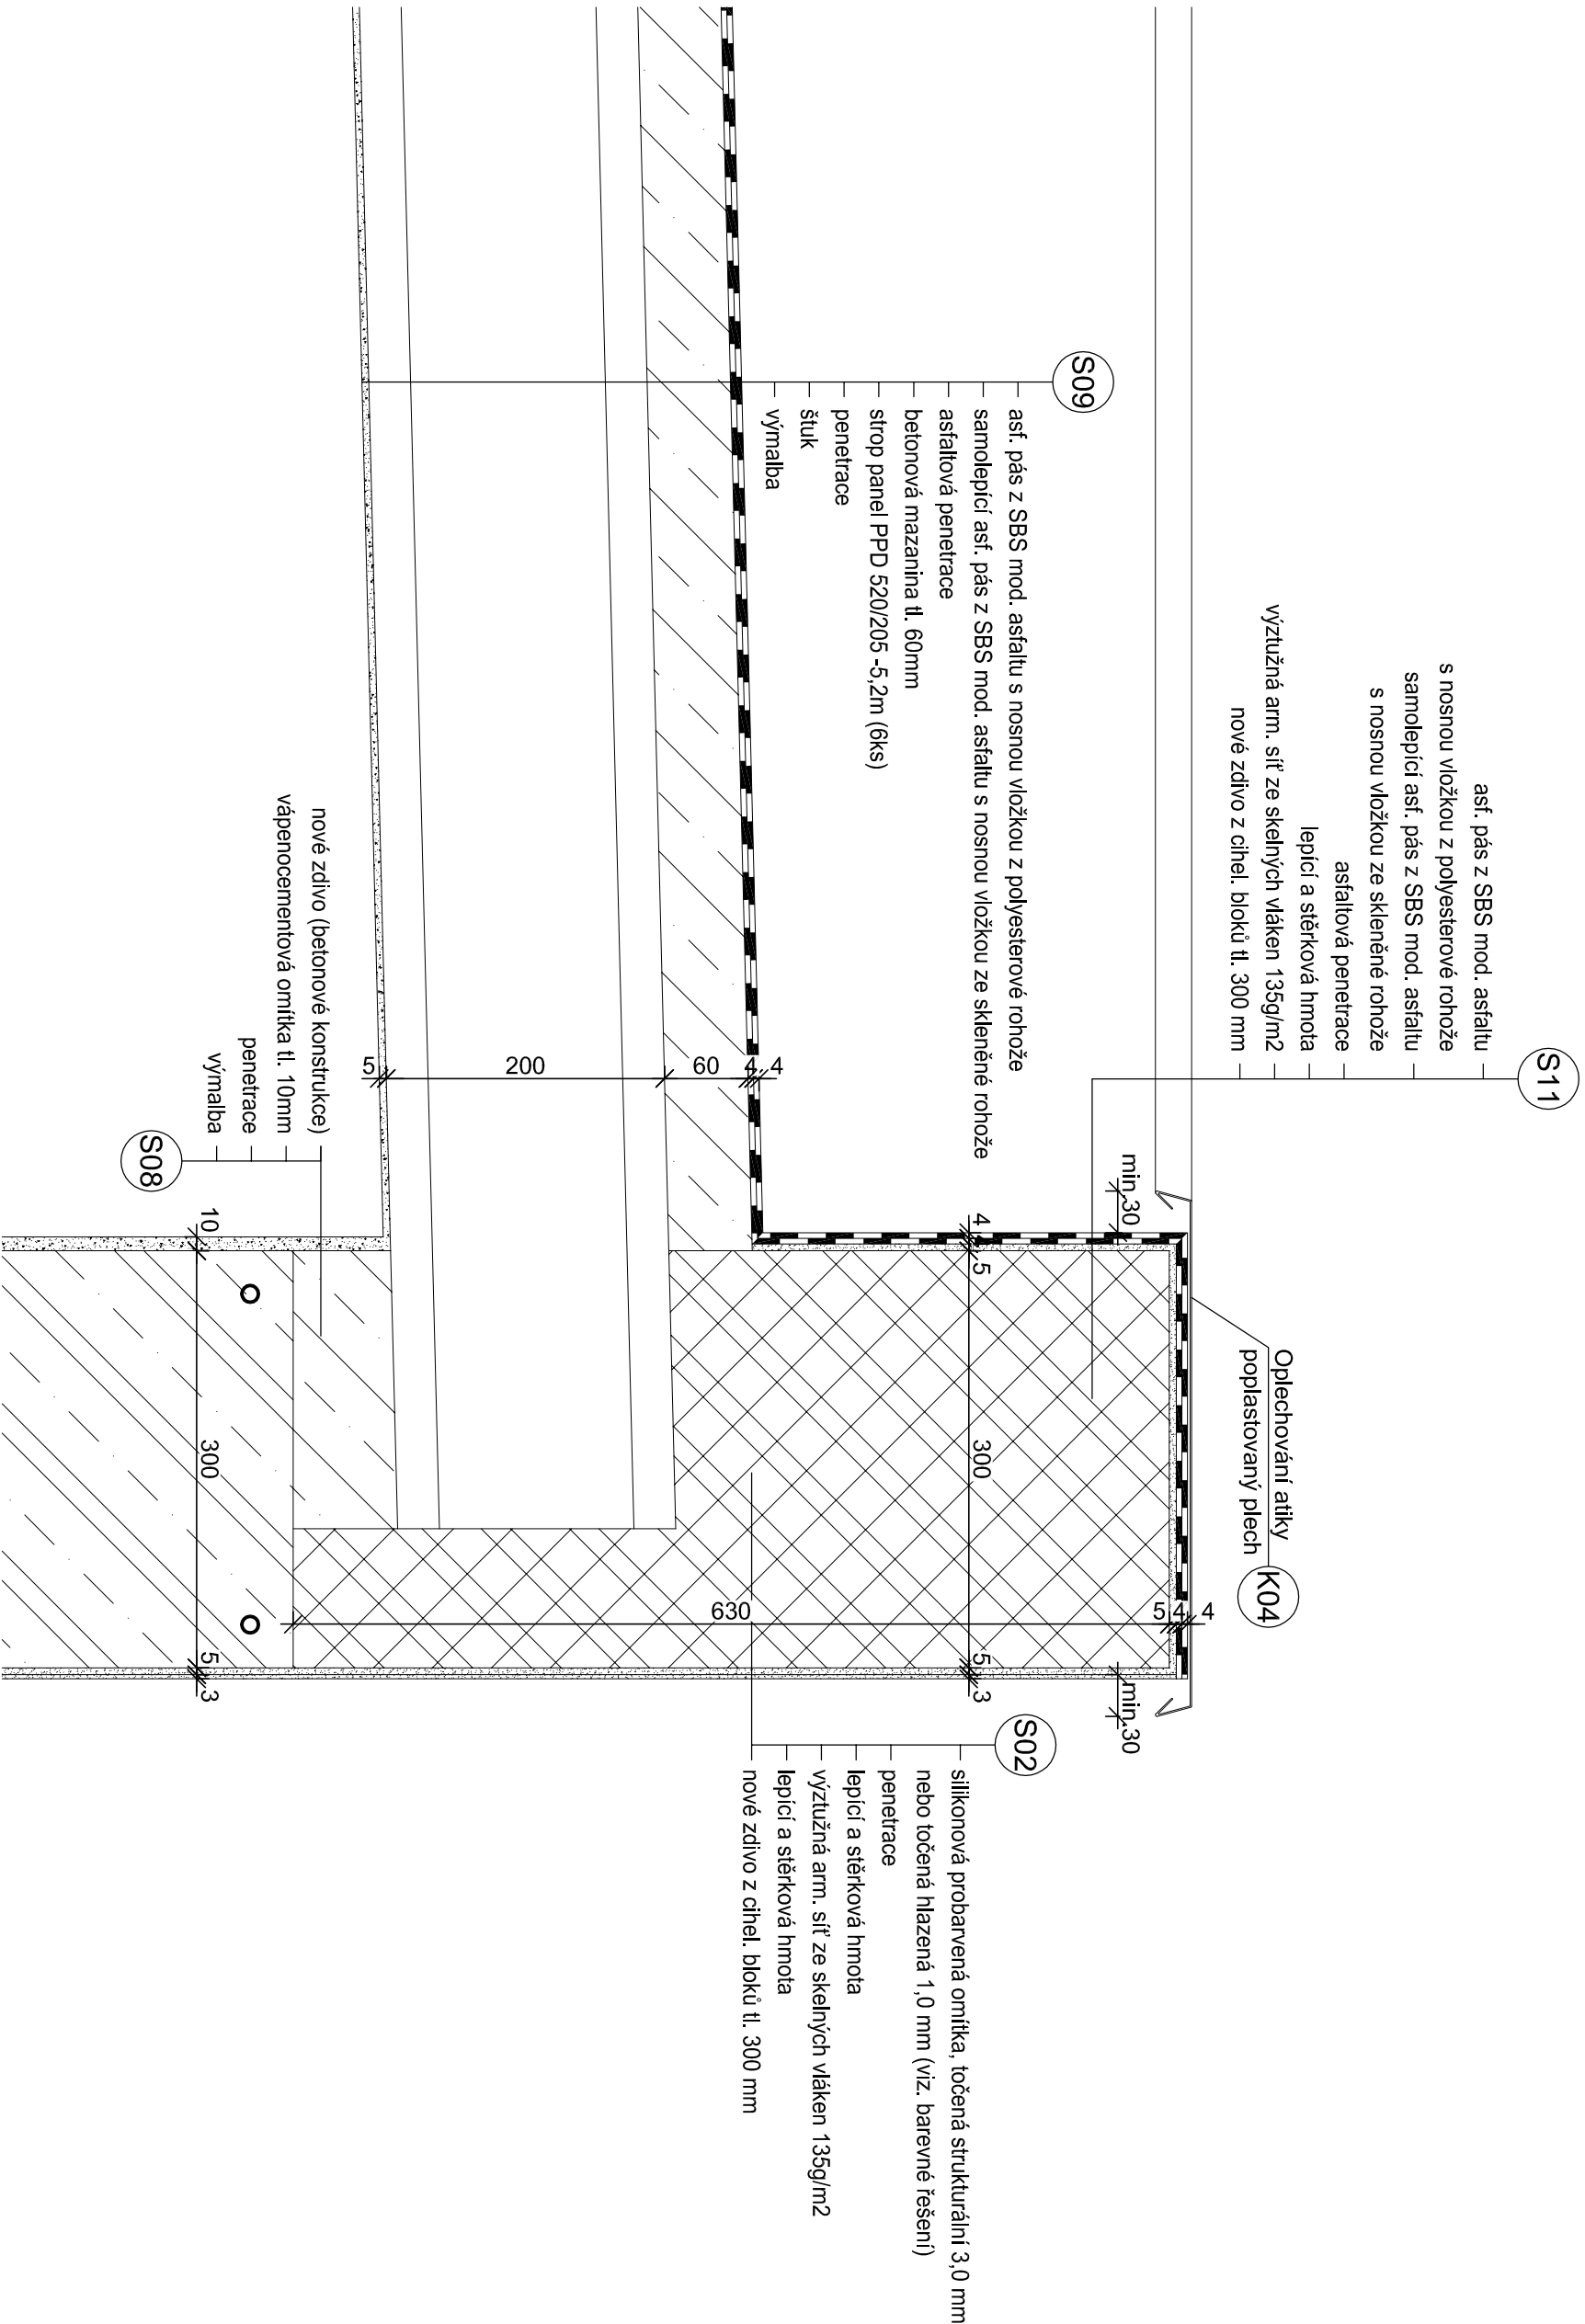 S11
asf. pás z SBS mod. asfaltu
s nosnou vložkou z polyesterové rohože
samolepící asf. pás z SBS mod. asfaltu
s nosnou vložkou ze skleněné rohože
asfaltová penetrace
lepící a stěrková hmota
výztužná arm. síť ze skelných vláken 135g/m2
nové zdivo z cihel. bloků tl. 300 mm
Oplechování atiky
poplastovaný plech
K04
S09
asf. pás z SBS mod. asfaltu s nosnou vložkou z polyesterové rohože
samolepící asf. pás z SBS mod. asfaltu s nosnou vložkou ze skleněné rohože
asfaltová penetrace
betonová mazanina tl. 60mm
strop panel PPD 520/205 -5,2m (6ks)
penetrace
štuk
výmalba
min.30
min.30
4
5
300
5
3
4
4
5
630
4
4
60
200
5
S02
silikonová probarvená omítka, točená strukturální 3,0 mm
nebo točená hlazená 1,0 mm (viz. barevné řešení)
penetrace
lepící a stěrková hmota
výztužná arm. síť ze skelných vláken 135g/m2
lepící a stěrková hmota
nové zdivo z cihel. bloků tl. 300 mm
nové zdivo (betonové konstrukce)
vápenocementová omítka tl. 10mm
penetrace
výmalba
S08
10
300
5
3